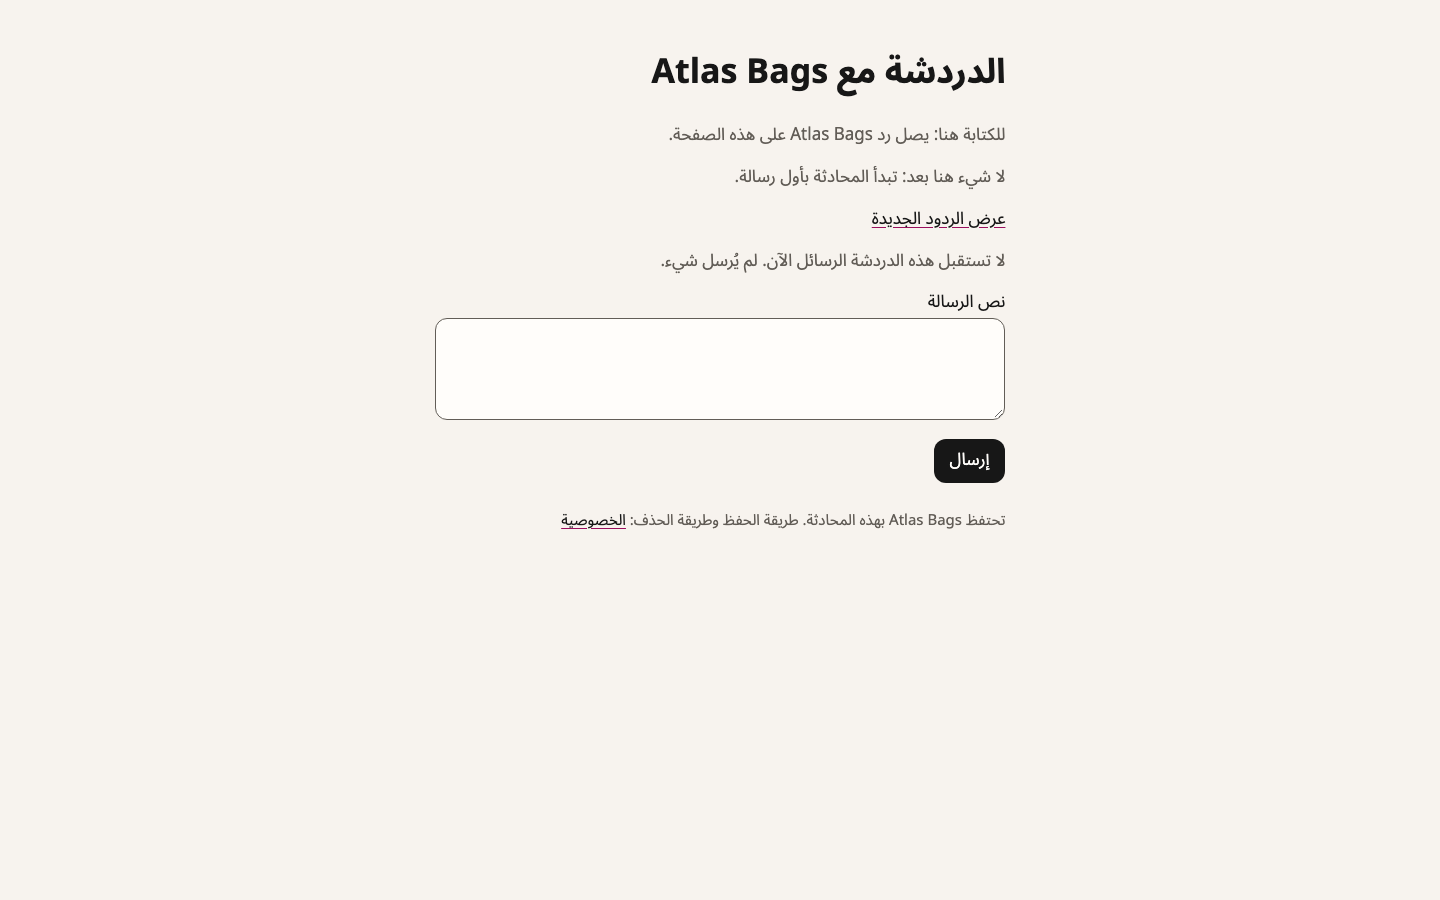 الدردشة مع Atlas Bags
للكتابة هنا: يصل رد Atlas Bags على هذه الصفحة.
لا شيء هنا بعد: تبدأ المحادثة بأول رسالة.
عرض الردود الجديدة
لا تستقبل هذه الدردشة الرسائل الآن. لم يُرسل شيء.
نص الرسالة
إرسال
تحتفظ Atlas Bags بهذه المحادثة. طريقة الحفظ وطريقة الحذف: الخصوصية